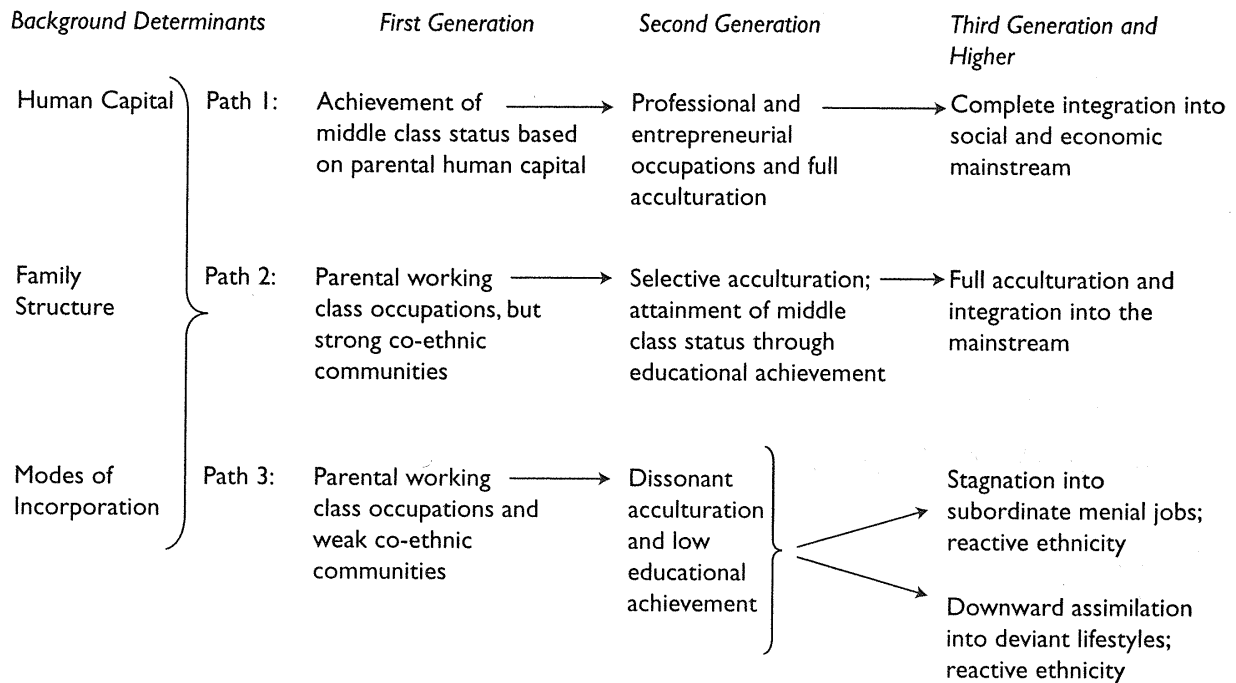 Background Determinants
First Generation
Second Generation
Third Generation and
Higher
Human Capital
Path 1:
Achievement of
middle class status based
on parental human capital
Professional and
entrepreneurial
occupations and full
acculturation
Complete integration into
social and economic
mainstream
Family
Structure
Path 2:
Parental working
class occupations, but
strong co-ethnic
communities
Selective acculturation;
attainment of middle
class status through
educational achievement
Full acculturation and
integration into the
mainstream
Modes of
Incorporation
Path 3:
Parental working
class occupations and
weak co-ethnic
communities
Dissonant
acculturation
and low
educational
achievement
Stagnation into
subordinate menial jobs;
reactive ethnicity
Downward assimilation
into deviant lifestyles;
reactive ethnicity